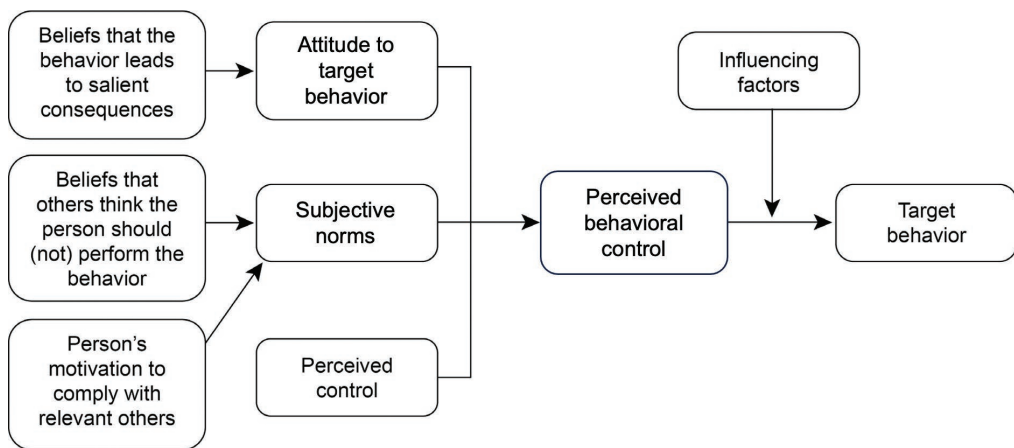 Beliefs that the
behavior leads
to salient
consequences
Attitude to
target
behavior
Influencing
factors
Beliefs that
others think the
person should
(not) perform the
behavior
Subjective
norms
Perceived
behavioral
control
Target
behavior
Person's
motivation to
comply with
relevant others
Perceived
control